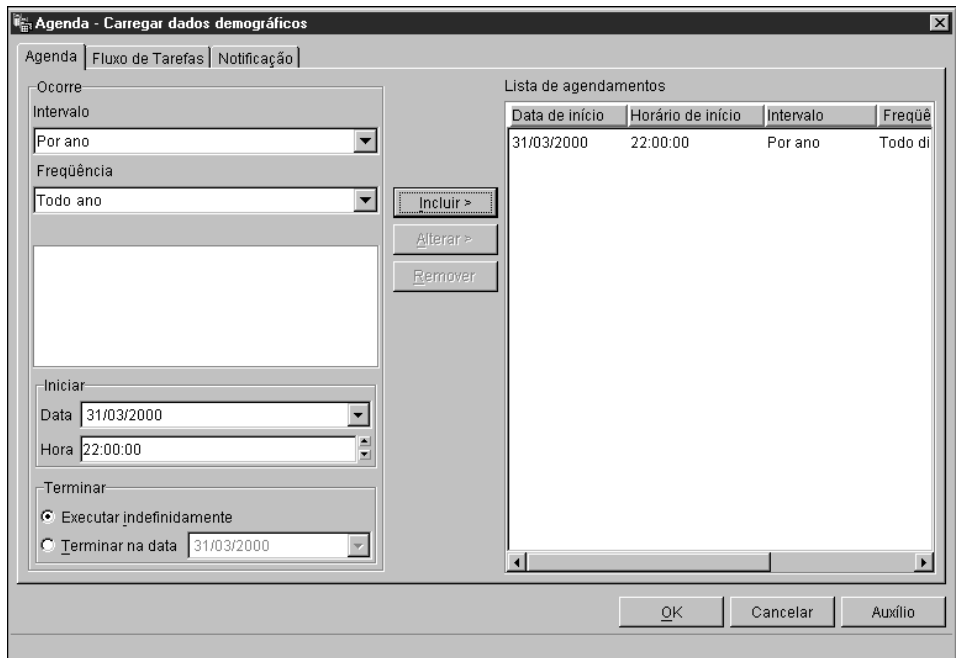 Agenda - Carregar dados demográficos
Agenda
Fluxo de Tarefas
Notificação
Ocorre
Intervalo
Por ano
Freqüência
Todo ano
Iniciar
Data 31/03/2000
Hora 22:00:00
Terminar
Executar indefinidamente
Terminar na data 31/03/2000
Incluir >
Alterar >
Remover
Lista de agendamentos
Data de início Horário de início Intervalo Freqüê
31/03/2000 22:00:00 Por ano Todo di
OK
Cancelar
Auxílio